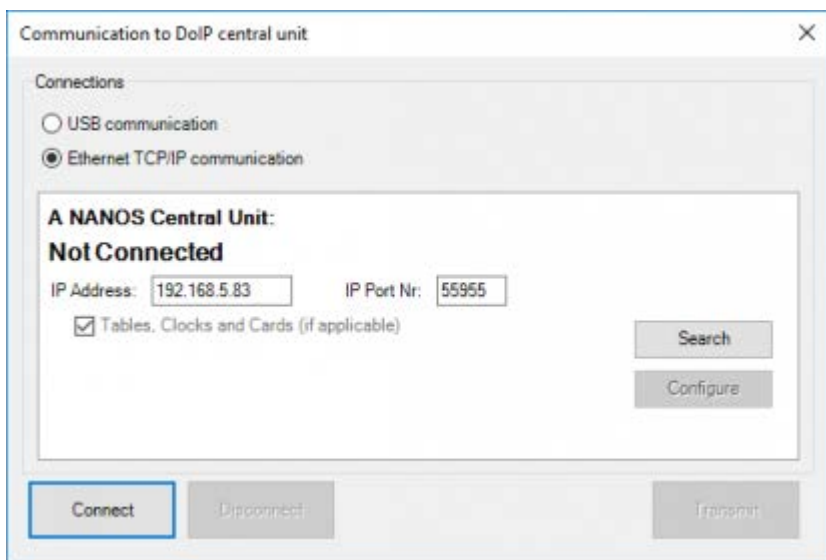 Communication to DoIP central unit
Connections
USB communication
Ethernet TCP/IP communication
A NANOS Central Unit:
Not Connected
IP Address: 192.168.5.83 IP Port Nr: 55955
Tables, Clocks and Cards (if applicable)
Search
Configure
Connect Disconnect Transmit